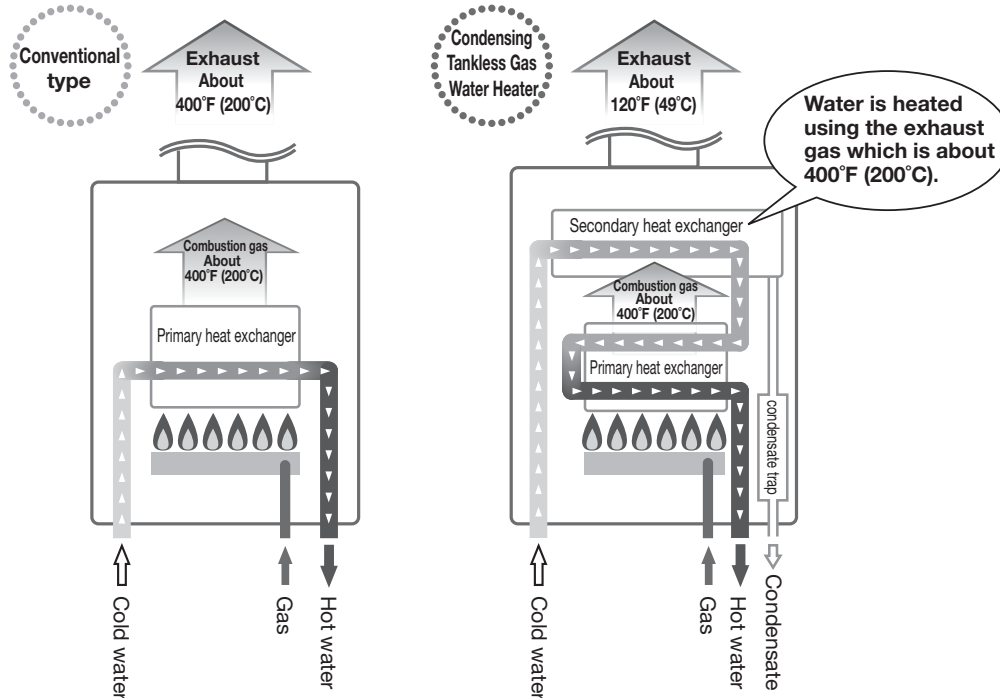 Conventional
type
Exhaust
About
400˚F (200˚C)
Combustion gas
About
400˚F (200˚C)
Primary heat exchanger
Cold water
Gas
Hot water
Condensing
Tankless Gas
Water Heater
Exhaust
About
120˚F (49˚C)
Water is heated
using the exhaust
gas which is about
400˚F (200˚C).
Secondary heat exchanger
Combustion gas
About
400˚F (200˚C)
Primary heat exchanger
condensate trap
Cold water
Gas
Hot water
Condensate